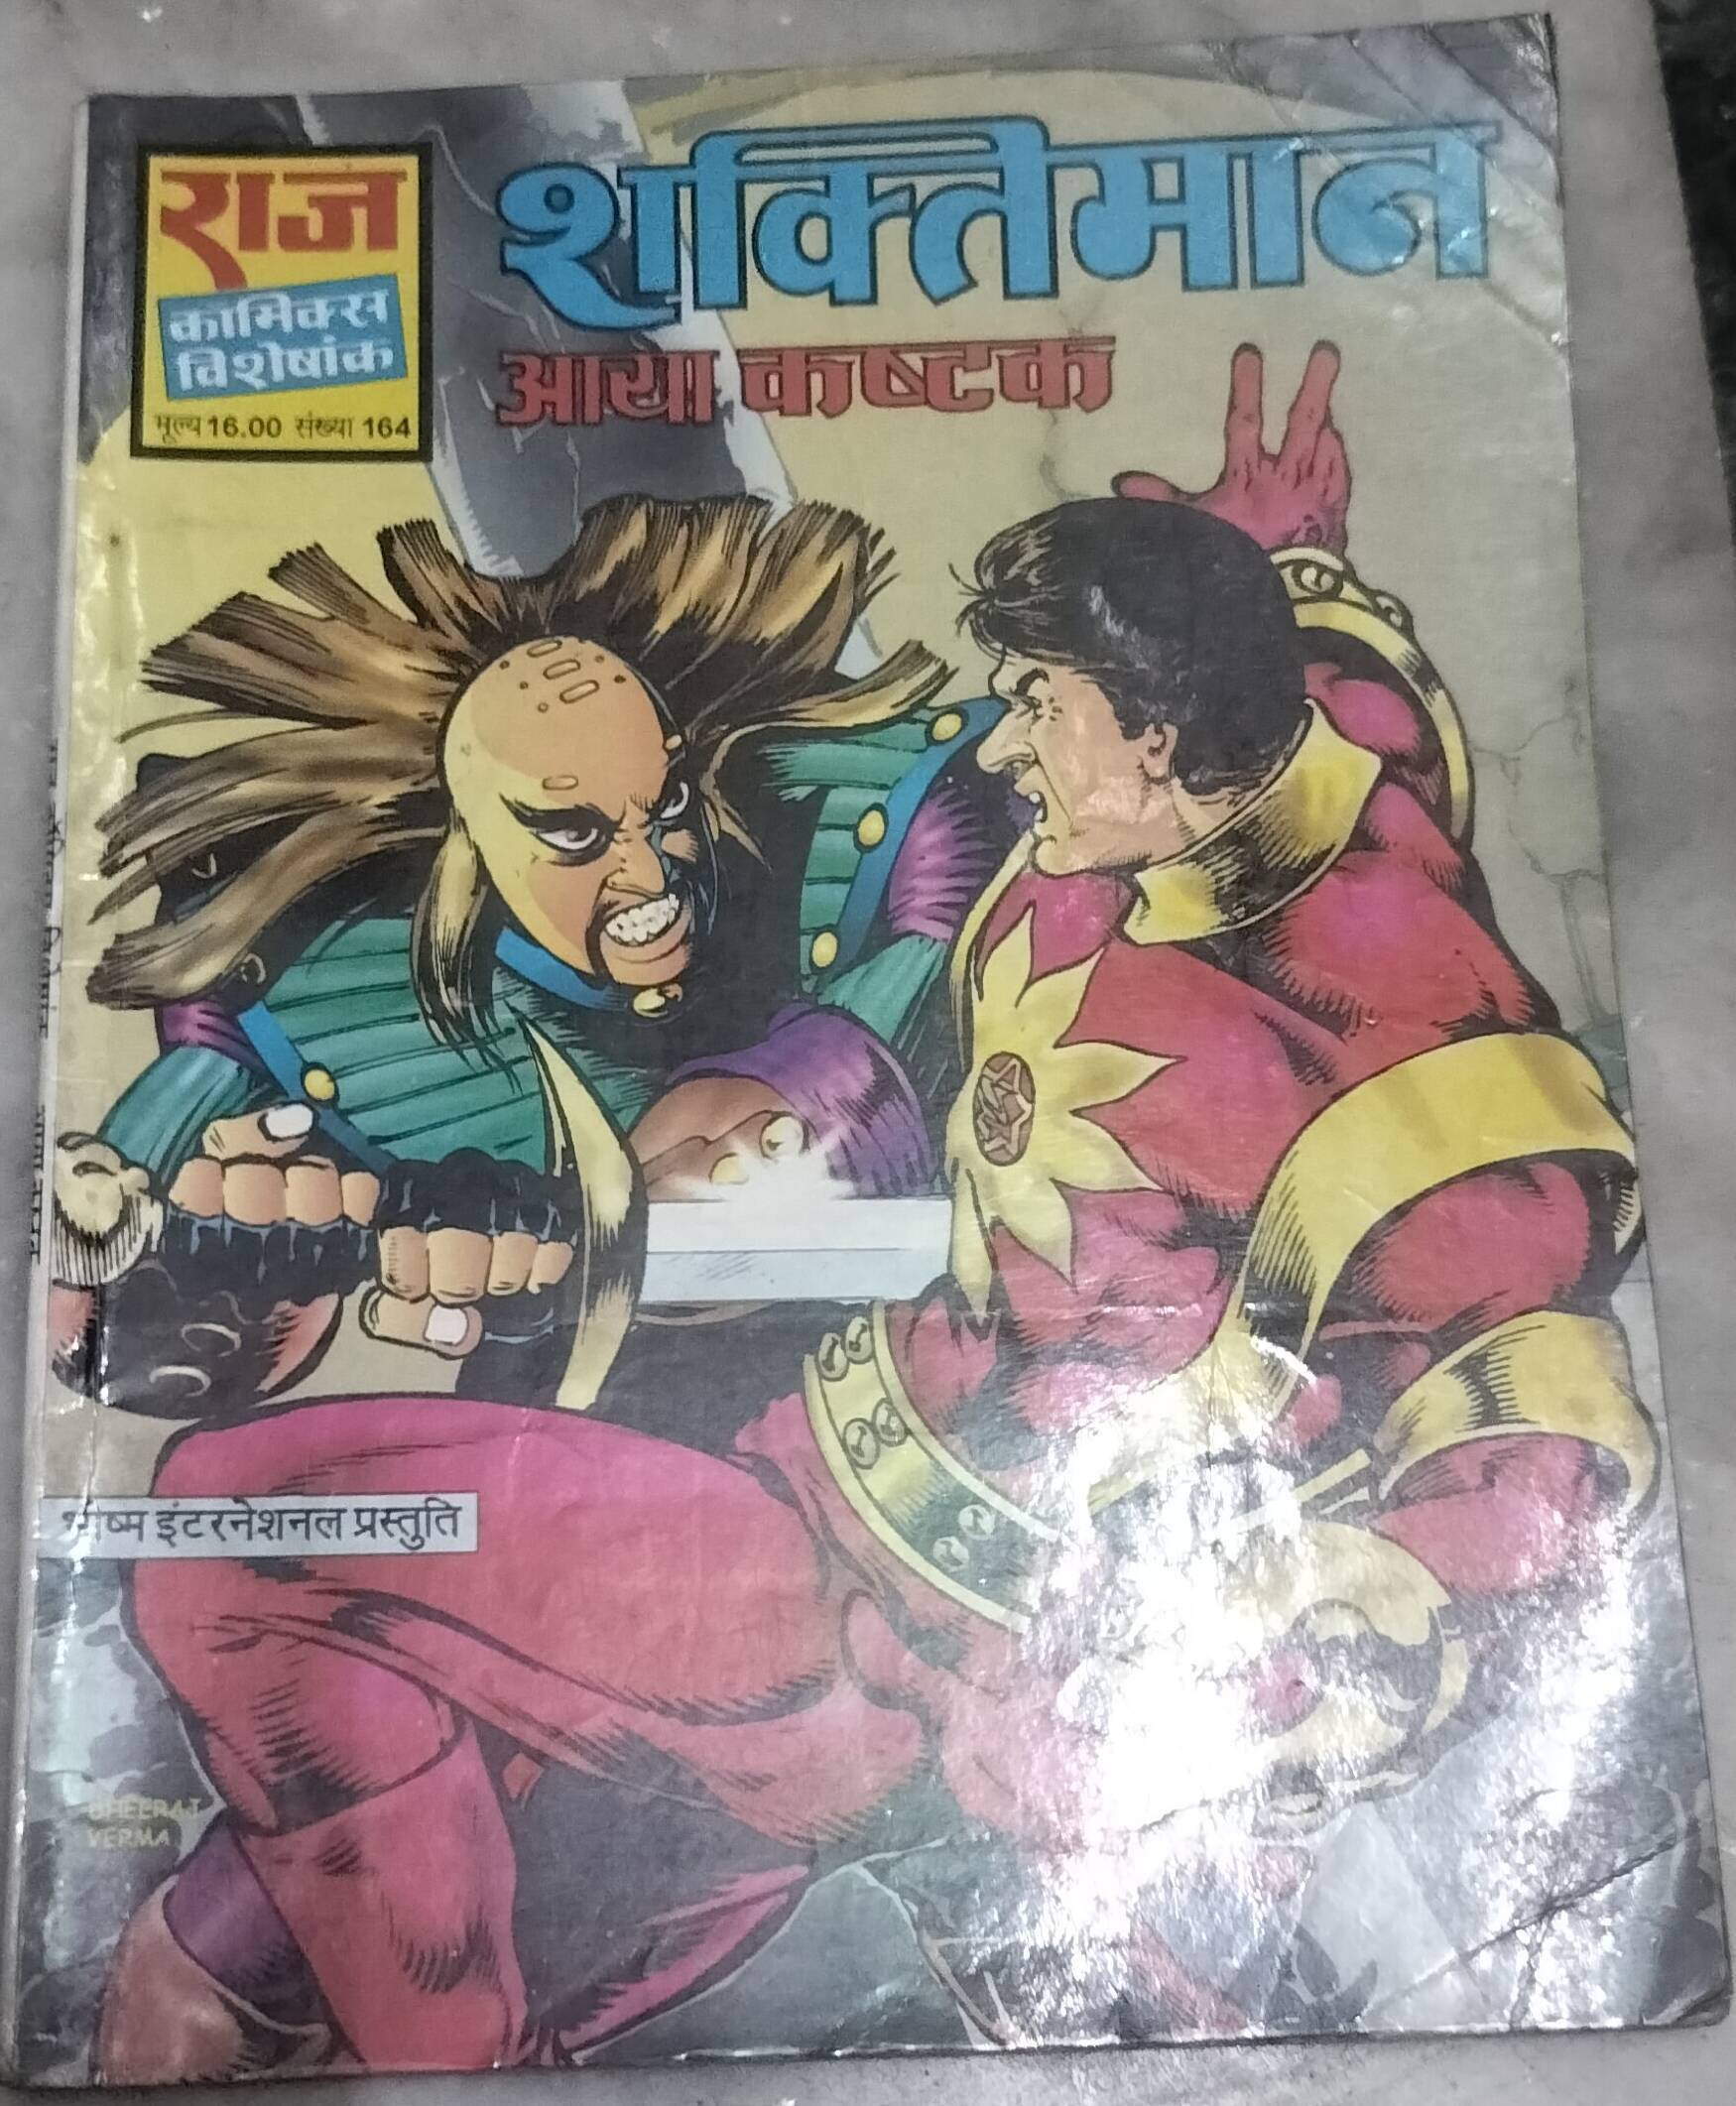 राज
कॉमिक्स
विशेषांक
मूल्य 16.00 संख्या 164
शक्तिमान
आया कष्टक
भीष्म इंटरनेशनल प्रस्तुति
DHEERAJ
VERMA